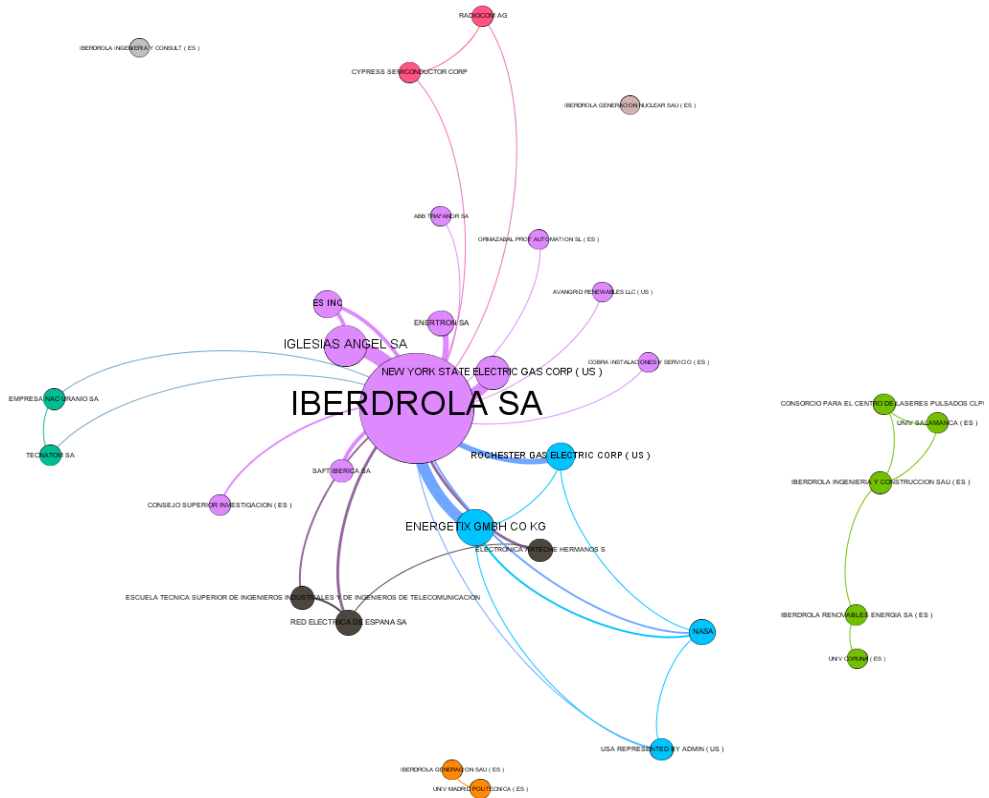 RADIOCOM AG
IBERDROLA INGENIERIA Y CONSULT ( ES )
CYPRESS SEMICONDUCTOR CORP
IBERDROLA GENERACION NUCLEAR SAU ( ES )
ABB TRAFANOR SA
ORMAZABAL PROT AUTOMATION SL ( ES )
AVANGRID RENEWABLES LLC ( US )
ES INC
ENERTRON SA
IGLESIAS ANGEL SA
COBRA INSTALACIONES Y SERVICIO ( ES )
NEW YORK STATE ELECTRIC GAS CORP ( US )
EMPRESA NAC URANIO SA
IBERDROLA SA
CONSORCIO PARA EL CENTRO DE LASERES PULSADOS CLPU
UNIV SALAMANCA ( ES )
TECNATOM SA
ROCHESTER GAS ELECTRIC CORP ( US )
SAFT IBERICA SA
IBERDROLA INGENIERIA Y CONSTRUCCION SAU ( ES )
CONSEJO SUPERIOR INVESTIGACION ( ES )
ENERGETIX GMBH CO KG
ELECTRONICA ARTECHE HERMANOS S
ESCUELA TECNICA SUPERIOR DE INGENIEROS INDUSTRIALES Y DE INGENIEROS DE TELECOMUNICACION
IBERDROLA RENOVABLES ENERGIA SA ( ES )
RED ELECTRICA DE ESPANA SA
NASA
UNIV CORUNA ( ES )
USA REPRESENTED BY ADMIN ( US )
IBERDROLA GENERACION SAU ( ES )
UNIV MADRID POLITECNICA ( ES )